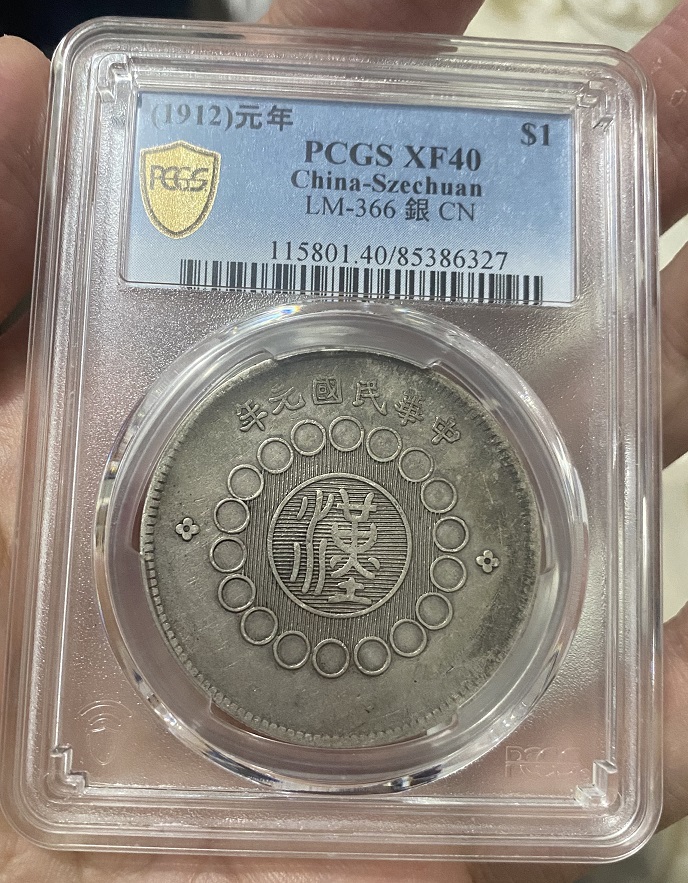 (1912)元年
$1
PCGS XF40
China-Szechuan
LM-366 銀 CN
115801.40/85386327
PCGS
中華民國元年
漢
PCGS